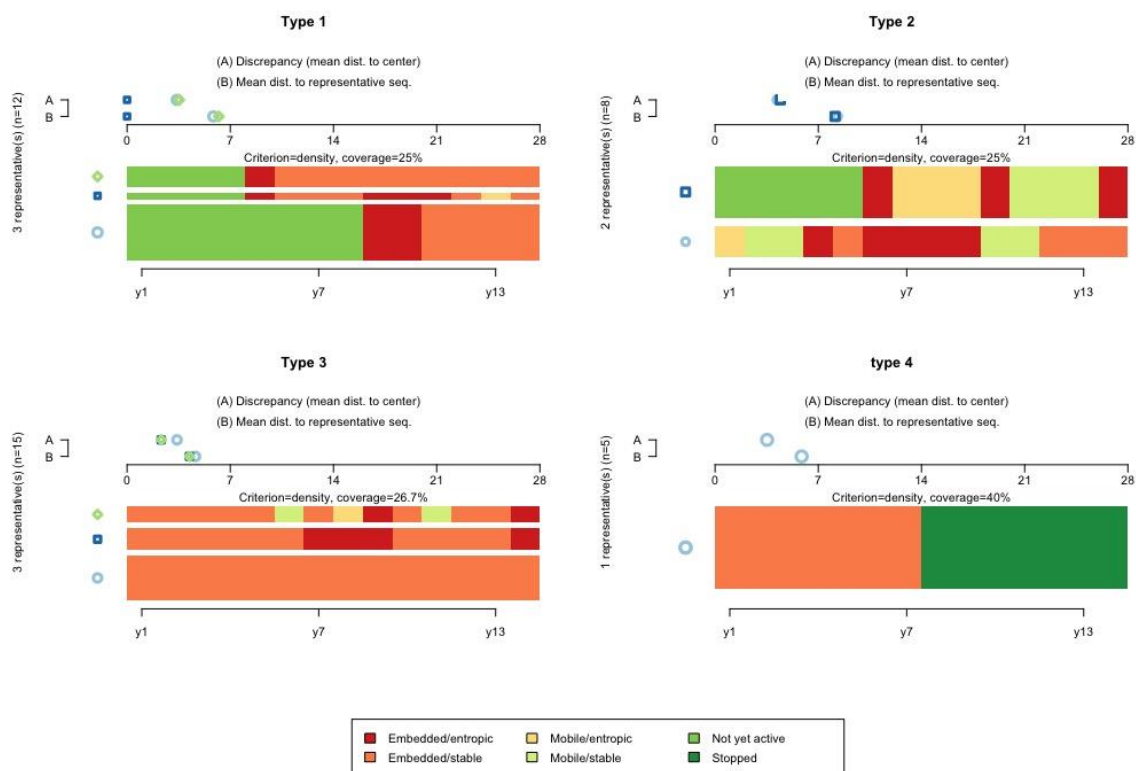 Type 1
(A) Discrepancy (mean dist. to center)
(B) Mean dist. to representative seq.
3 representative(s) (n=12)
A
B
0 7 14 21 28
Criterion=density, coverage=25%
y1 y7 y13
Type 2
(A) Discrepancy (mean dist. to center)
(B) Mean dist. to representative seq.
2 representative(s) (n=8)
A
B
0 7 14 21 28
Criterion=density, coverage=25%
y1 y7 y13
Type 3
(A) Discrepancy (mean dist. to center)
(B) Mean dist. to representative seq.
3 representative(s) (n=15)
A
B
0 7 14 21 28
Criterion=density, coverage=26.7%
y1 y7 y13
type 4
(A) Discrepancy (mean dist. to center)
(B) Mean dist. to representative seq.
1 representative(s) (n=5)
A
B
0 7 14 21 28
Criterion=density, coverage=40%
y1 y7 y13
Embedded/entropic Mobile/entropic Not yet active
Embedded/stable Mobile/stable Stopped